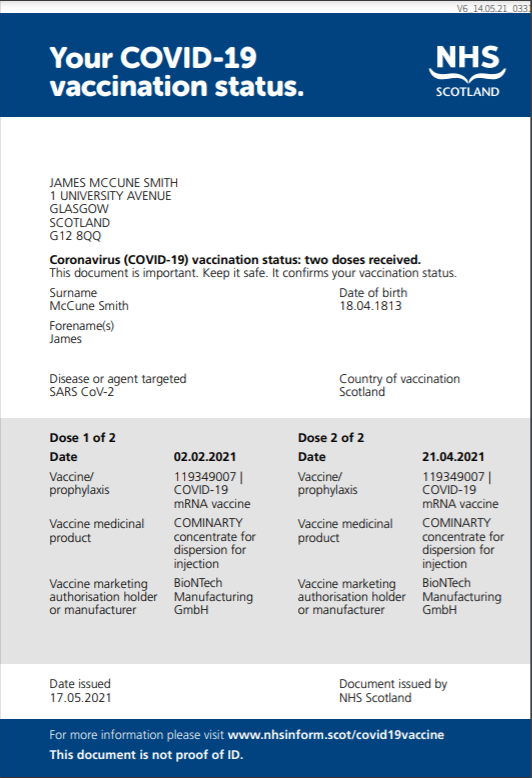 V6_14.05.21_0331
Your COVID-19
vaccination status.
NHS
SCOTLAND
JAMES MCCUNE SMITH
1 UNIVERSITY AVENUE
GLASGOW
SCOTLAND
G12 8QQ
Coronavirus (COVID-19) vaccination status: two doses received.
This document is important. Keep it safe. It confirms your vaccination status.
Surname
McCune Smith
Date of birth
18.04.1813
Forename(s)
James
Disease or agent targeted
SARS CoV-2
Country of vaccination
Scotland
Dose 1 of 2
Date 02.02.2021
Vaccine/
prophylaxis
119349007 |
COVID-19
mRNA vaccine
Vaccine medicinal
product
COMINARTY
concentrate for
dispersion for
injection
Vaccine marketing
authorisation holder
or manufacturer
BioNTech
Manufacturing
GmbH
Dose 2 of 2
Date 21.04.2021
Vaccine/
prophylaxis
119349007 |
COVID-19
mRNA vaccine
Vaccine medicinal
product
COMINARTY
concentrate for
dispersion for
injection
Vaccine marketing
authorisation holder
or manufacturer
BioNTech
Manufacturing
GmbH
Date issued
17.05.2021
Document issued by
NHS Scotland
For more information please visit www.nhsinform.scot/covid19vaccine
This document is not proof of ID.